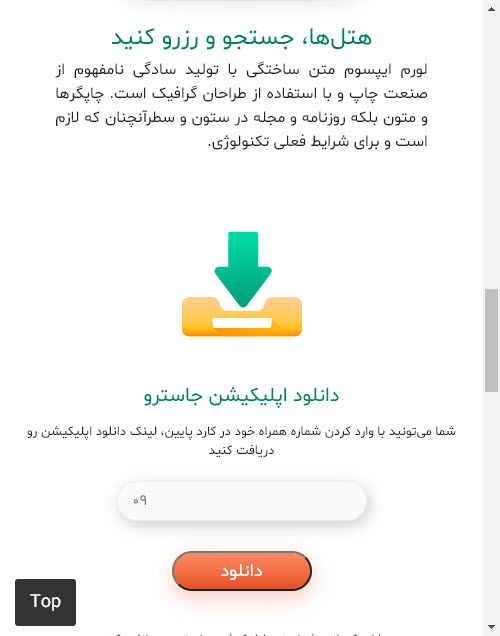 هتل‌ها، جستجو و رزرو کنید
لورم ایپسوم متن ساختگی با تولید سادگی نامفهوم از
صنعت چاپ و با استفاده از طراحان گرافیک است. چاپگرها
و متون بلکه روزنامه و مجله در ستون و سطرآنچنان که لازم
است و برای شرایط فعلی تکنولوژی.
دانلود اپلیکیشن جاسترو
شما می‌تونید با وارد کردن شماره همراه خود در کارد پایین، لینک دانلود اپلیکیشن رو
دریافت کنید
۰۹
دانلود
Top